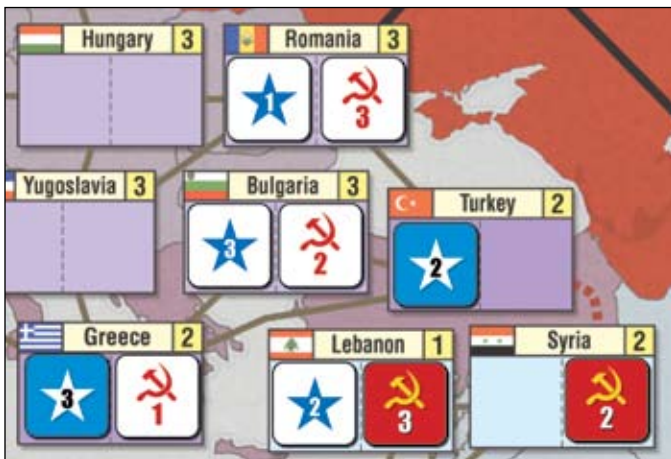 Hungary 3
Romania 3
1 3
Yugoslavia 3
Bulgaria 3
3 2
Turkey 2
2
Greece 2
3 1
Lebanon 1
2 3
Syria 2
2